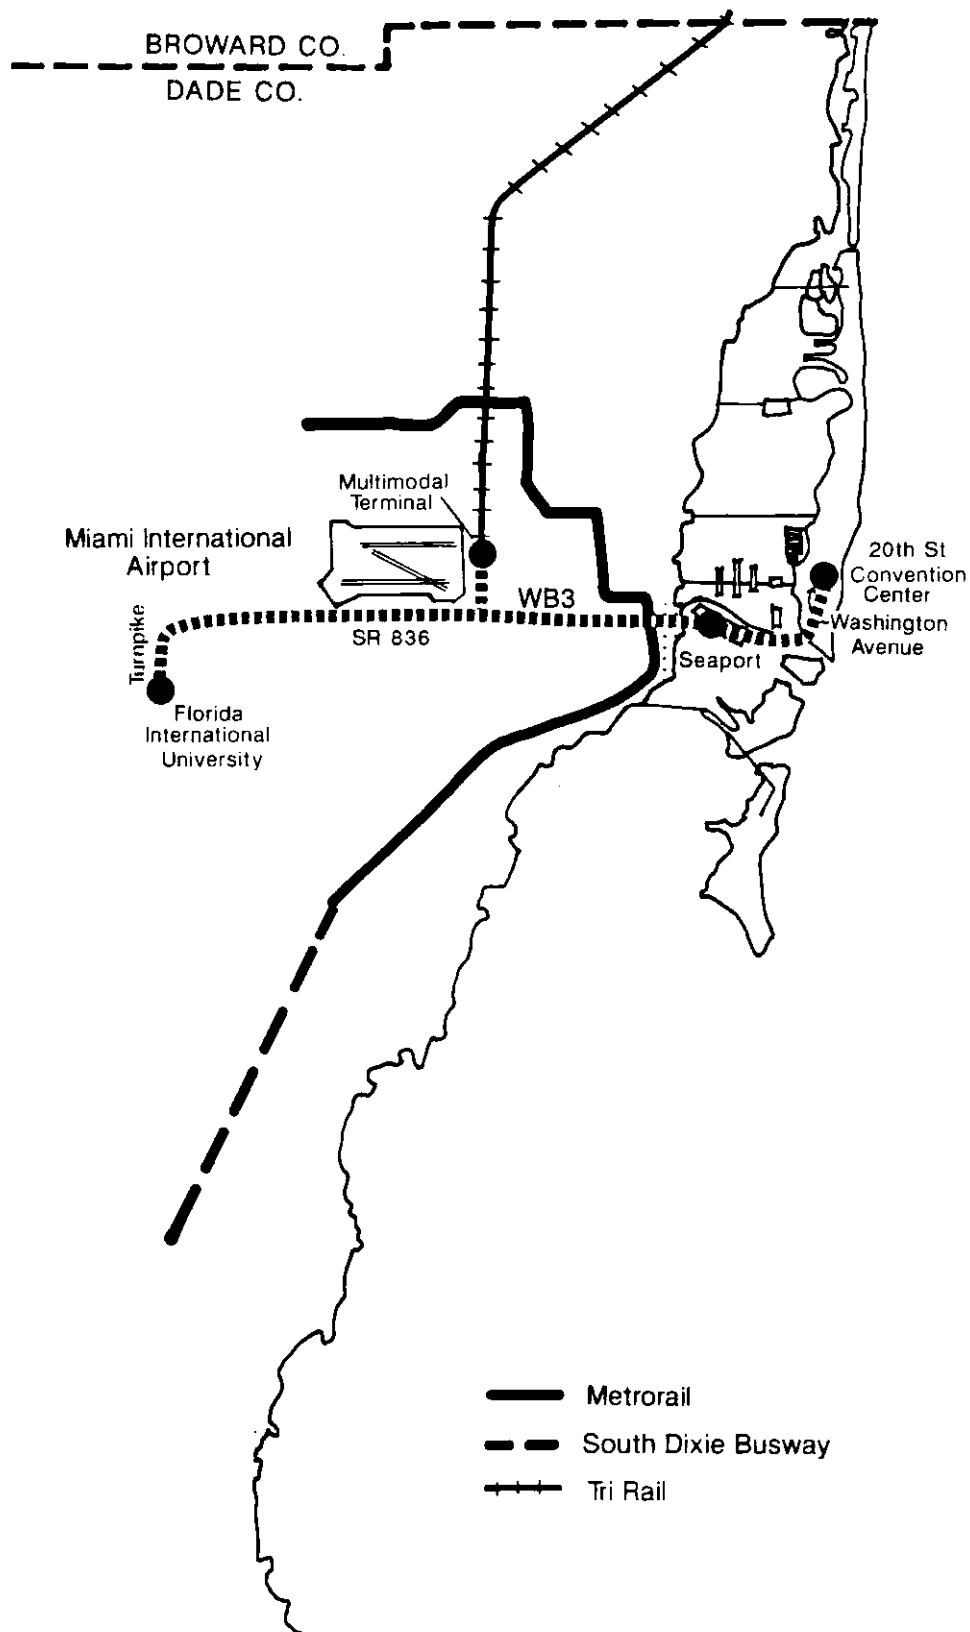 BROWARD CO.
DADE CO.
Multimodal
Terminal
Miami International
Airport
20th St
Convention
Center
Washington
Avenue
WB3
SR 836
Turnpike
Seaport
Florida
International
University
Metrorail
South Dixie Busway
Tri Rail